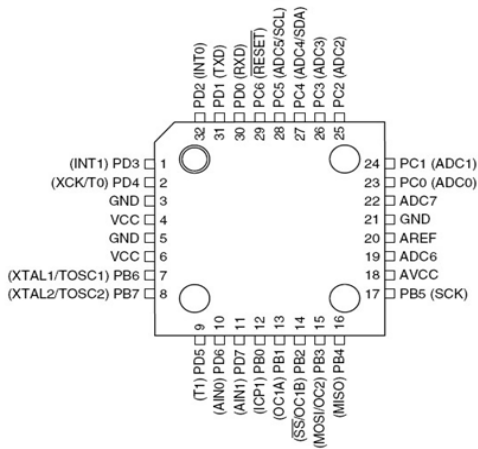 32 PD2 (INT0)
31 PD1 (TXD)
30 PD0 (RXD)
29 PC6 (RESET)
28 PC5 (ADC5/SCL)
27 PC4 (ADC4/SDA)
26 PC3 (ADC3)
25 PC2 (ADC2)
(INT1) PD3 1
(XCK/T0) PD4 2
GND 3
VCC 4
GND 5
VCC 6
(XTAL1/TOSC1) PB6 7
(XTAL2/TOSC2) PB7 8
24 PC1 (ADC1)
23 PC0 (ADC0)
22 ADC7
21 GND
20 AREF
19 ADC6
18 AVCC
17 PB5 (SCK)
(T1) PD5 9
(AIN0) PD6 10
(AIN1) PD7 11
(ICP1) PB0 12
(OC1A) PB1 13
(SS/OC1B) PB2 14
(MOSI/OC2) PB3 15
(MISO) PB4 16